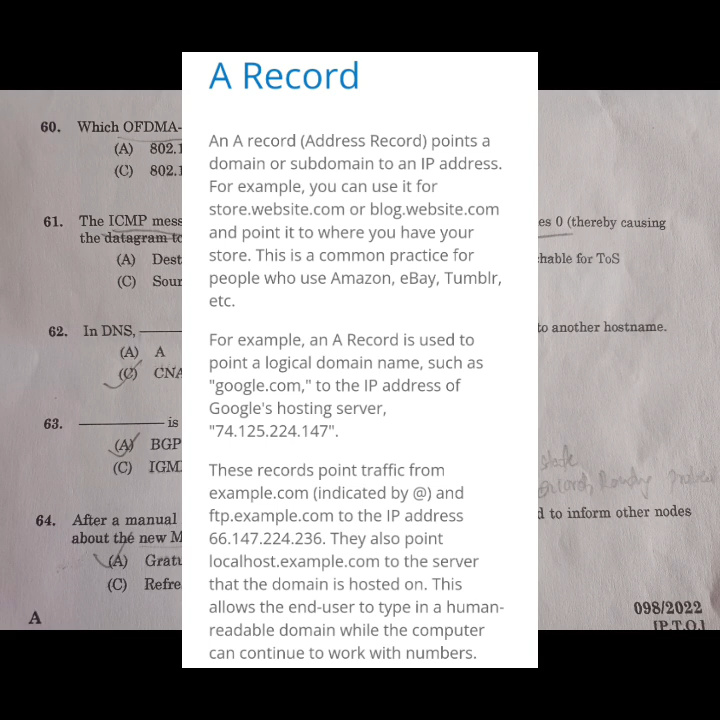 A Record
An A record (Address Record) points a
domain or subdomain to an IP address.
For example, you can use it for
store.website.com or blog.website.com
and point it to where you have your
store. This is a common practice for
people who use Amazon, eBay, Tumblr,
etc.
For example, an A Record is used to
point a logical domain name, such as
"google.com," to the IP address of
Google's hosting server,
"74.125.224.147".
These records point traffic from
example.com (indicated by @) and
ftp.example.com to the IP address
66.147.224.236. They also point
localhost.example.com to the server
that the domain is hosted on. This
allows the end-user to type in a human-
readable domain while the computer
can continue to work with numbers.
60. Which OFDMA-
(A) 802.1
(C) 802.1
61. The ICMP mess
es 0 (thereby causing
the datagram to
(A) Dest
hable for ToS
(C) Sour
62. In DNS,
to another hostname.
(A) A
(C) CNA
63. is
(A) BGP
(C) IGM
64. After a manual
d to inform other nodes
about the new M
(A) Gratu
(C) Refre
A
098/2022
[P.T.O.]